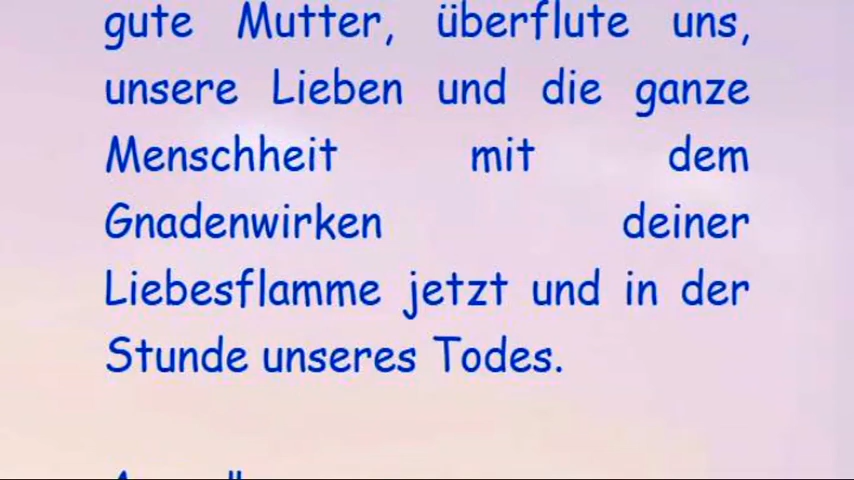 gute Mutter, überflute uns,
unsere Lieben und die ganze
Menschheit mit dem
Gnadenwirken deiner
Liebesflamme jetzt und in der
Stunde unseres Todes.